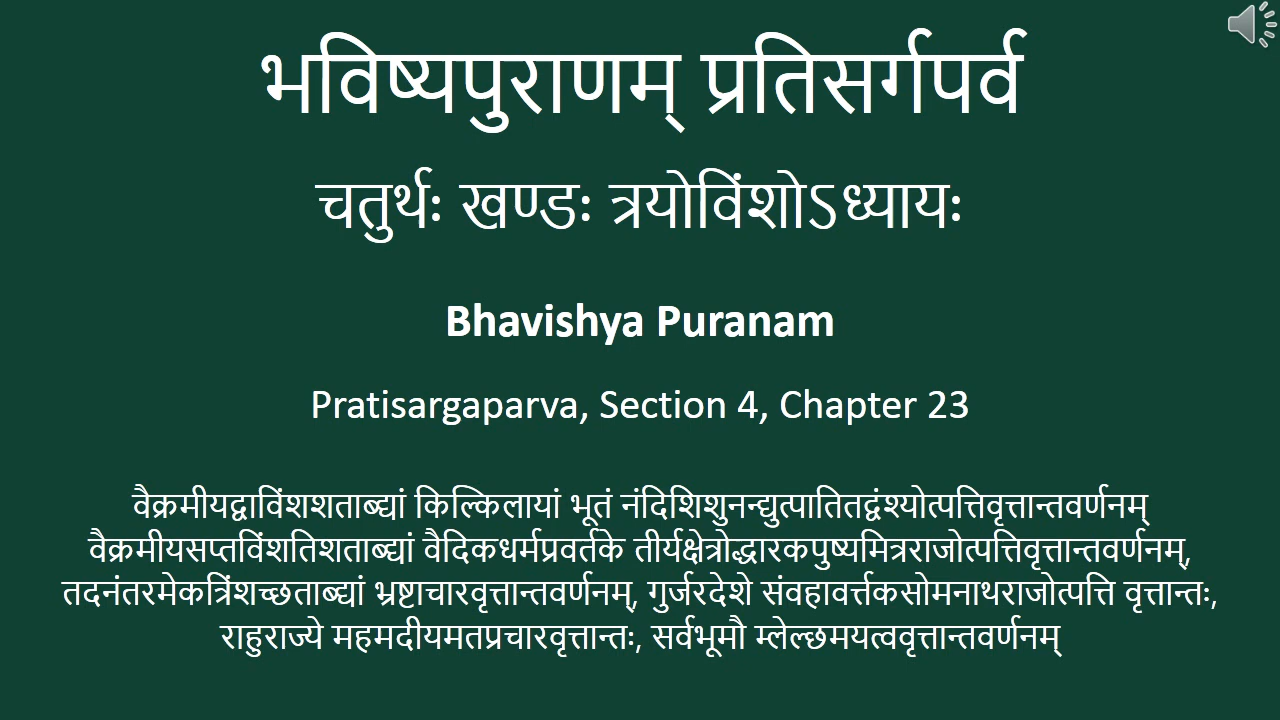 भविष्यपुराणम् प्रतिसर्गपर्व
चतुर्थः खण्डः त्रयोविंशोऽध्यायः
Bhavishya Puranam
Pratisargaparva, Section 4, Chapter 23
वैक्रमीयद्वाविंशशताब्द्यां किल्किलायां भूतं नंदिशिशुनन्द्युत्पातितद्वंश्योत्पत्तिवृत्तान्तवर्णनम्
वैक्रमीयसप्तविंशतिशताब्द्यां वैदिकधर्मप्रवर्तके तीर्यक्षेत्रोद्धारकपुष्यमित्रराजोत्पत्तिवृत्तान्तवर्णनम्,
तदनंतरमेकत्रिंशच्छताब्द्यां भ्रष्टाचारवृत्तान्तवर्णनम्, गुर्जरदेशे संवहावर्त्तकसोमनाथराजोत्पत्ति वृत्तान्तः,
राहुराज्ये महमदीयमतप्रचारवृत्तान्तः, सर्वभूमौ म्लेल्छमयत्ववृत्तान्तवर्णनम्